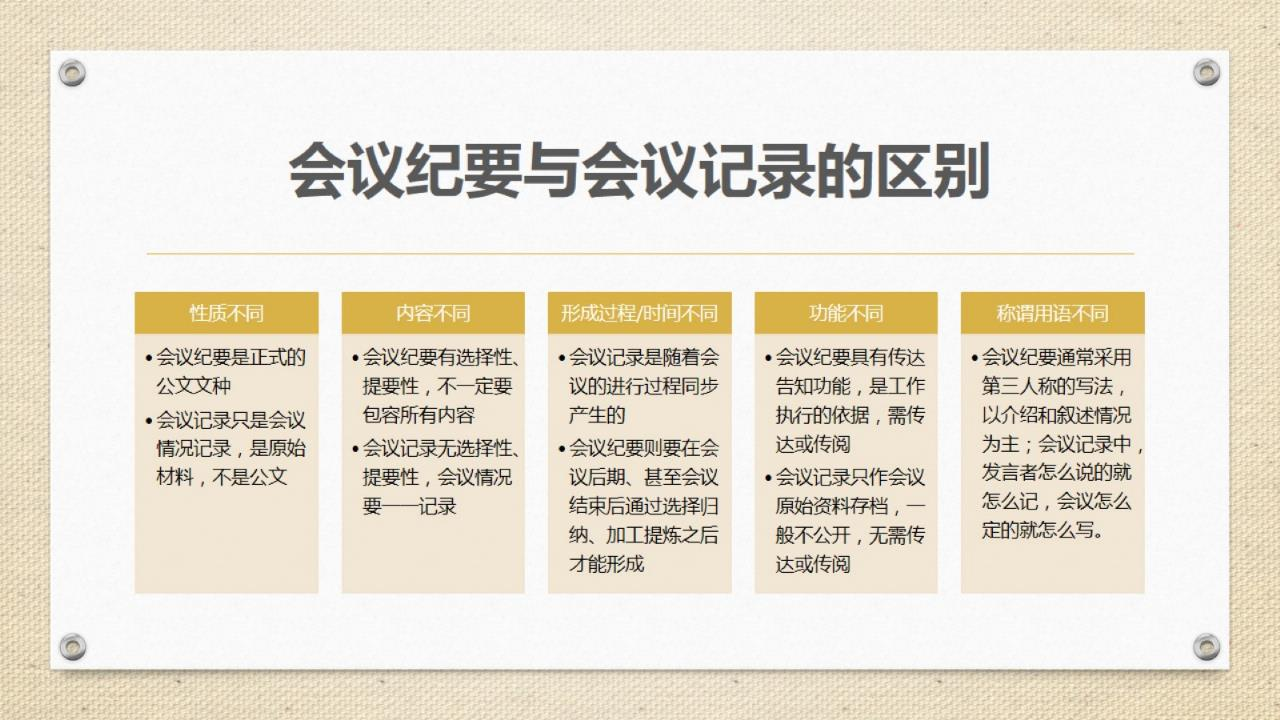 会议纪要与会议记录的区别
性质不同
•会议纪要是正式的
公文文种
•会议记录只是会议
情况记录，是原始
材料，不是公文
内容不同
•会议纪要有选择性、
提要性，不一定要
包容所有内容
•会议记录无选择性、
提要性，会议情况
要一一记录
形成过程/时间不同
•会议记录是随着会
议的进行过程同步
产生的
•会议纪要则要在会
议后期、甚至会议
结束后通过选择归
纳、加工提炼之后
才能形成
功能不同
•会议纪要具有传达
告知功能，是工作
执行的依据，需传
达或传阅
•会议记录只作会议
原始资料存档，一
般不公开，无需传
达或传阅
称谓用语不同
•会议纪要通常采用
第三人称的写法，
以介绍和叙述情况
为主；会议记录中，
发言者怎么说的就
怎么记，会议怎么
定的就怎么写。